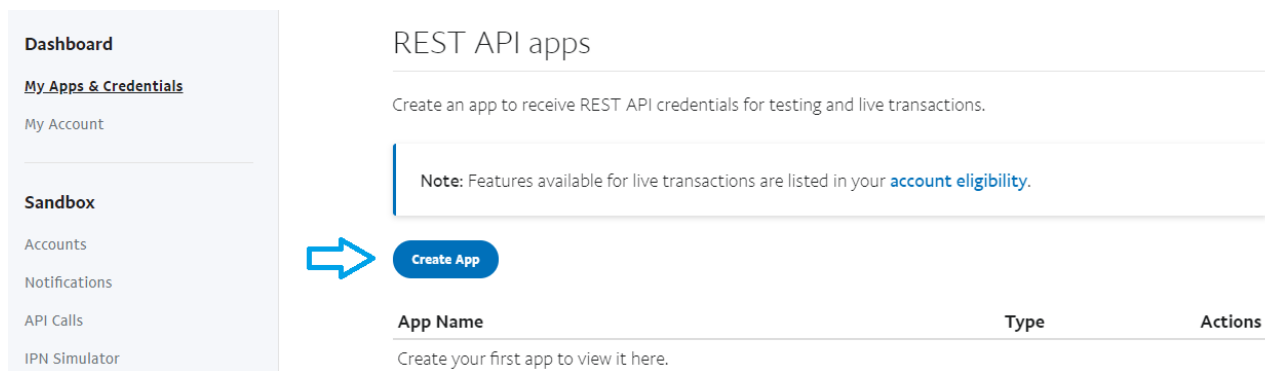 Dashboard
My Apps & Credentials
My Account
Sandbox
Accounts
Notifications
API Calls
IPN Simulator
REST API apps
Create an app to receive REST API credentials for testing and live transactions.
Note: Features available for live transactions are listed in your account eligibility.
Create App
App Name Type Actions
Create your first app to view it here.